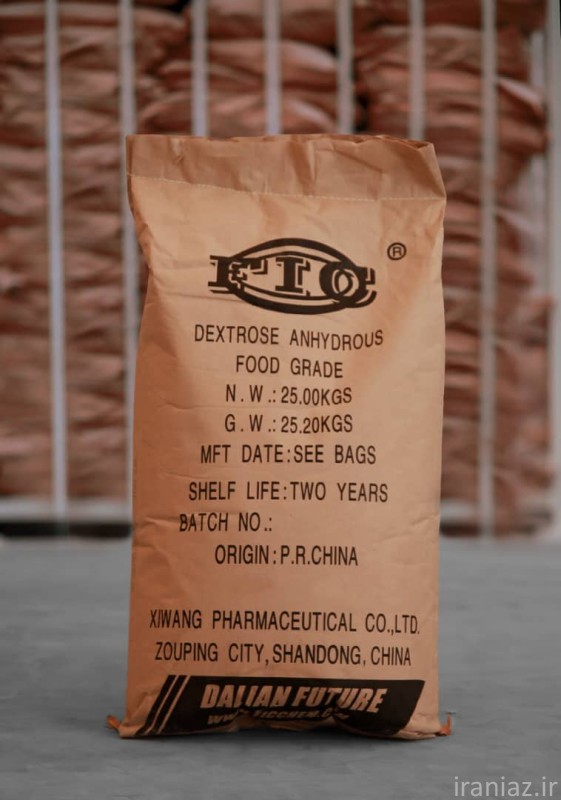 FIC ®
DEXTROSE ANHYDROUS
FOOD GRADE
N.W.:25.00KGS
G.W.:25.20KGS
MFT DATE:SEE BAGS
SHELF LIFE:TWO YEARS
BATCH NO.:
ORIGIN:P.R.CHINA
XIWANG PHARMACEUTICAL CO.,LTD.
ZOUPING CITY,SHANDONG,CHINA
DALIAN FUTURE
iraniaz.ir